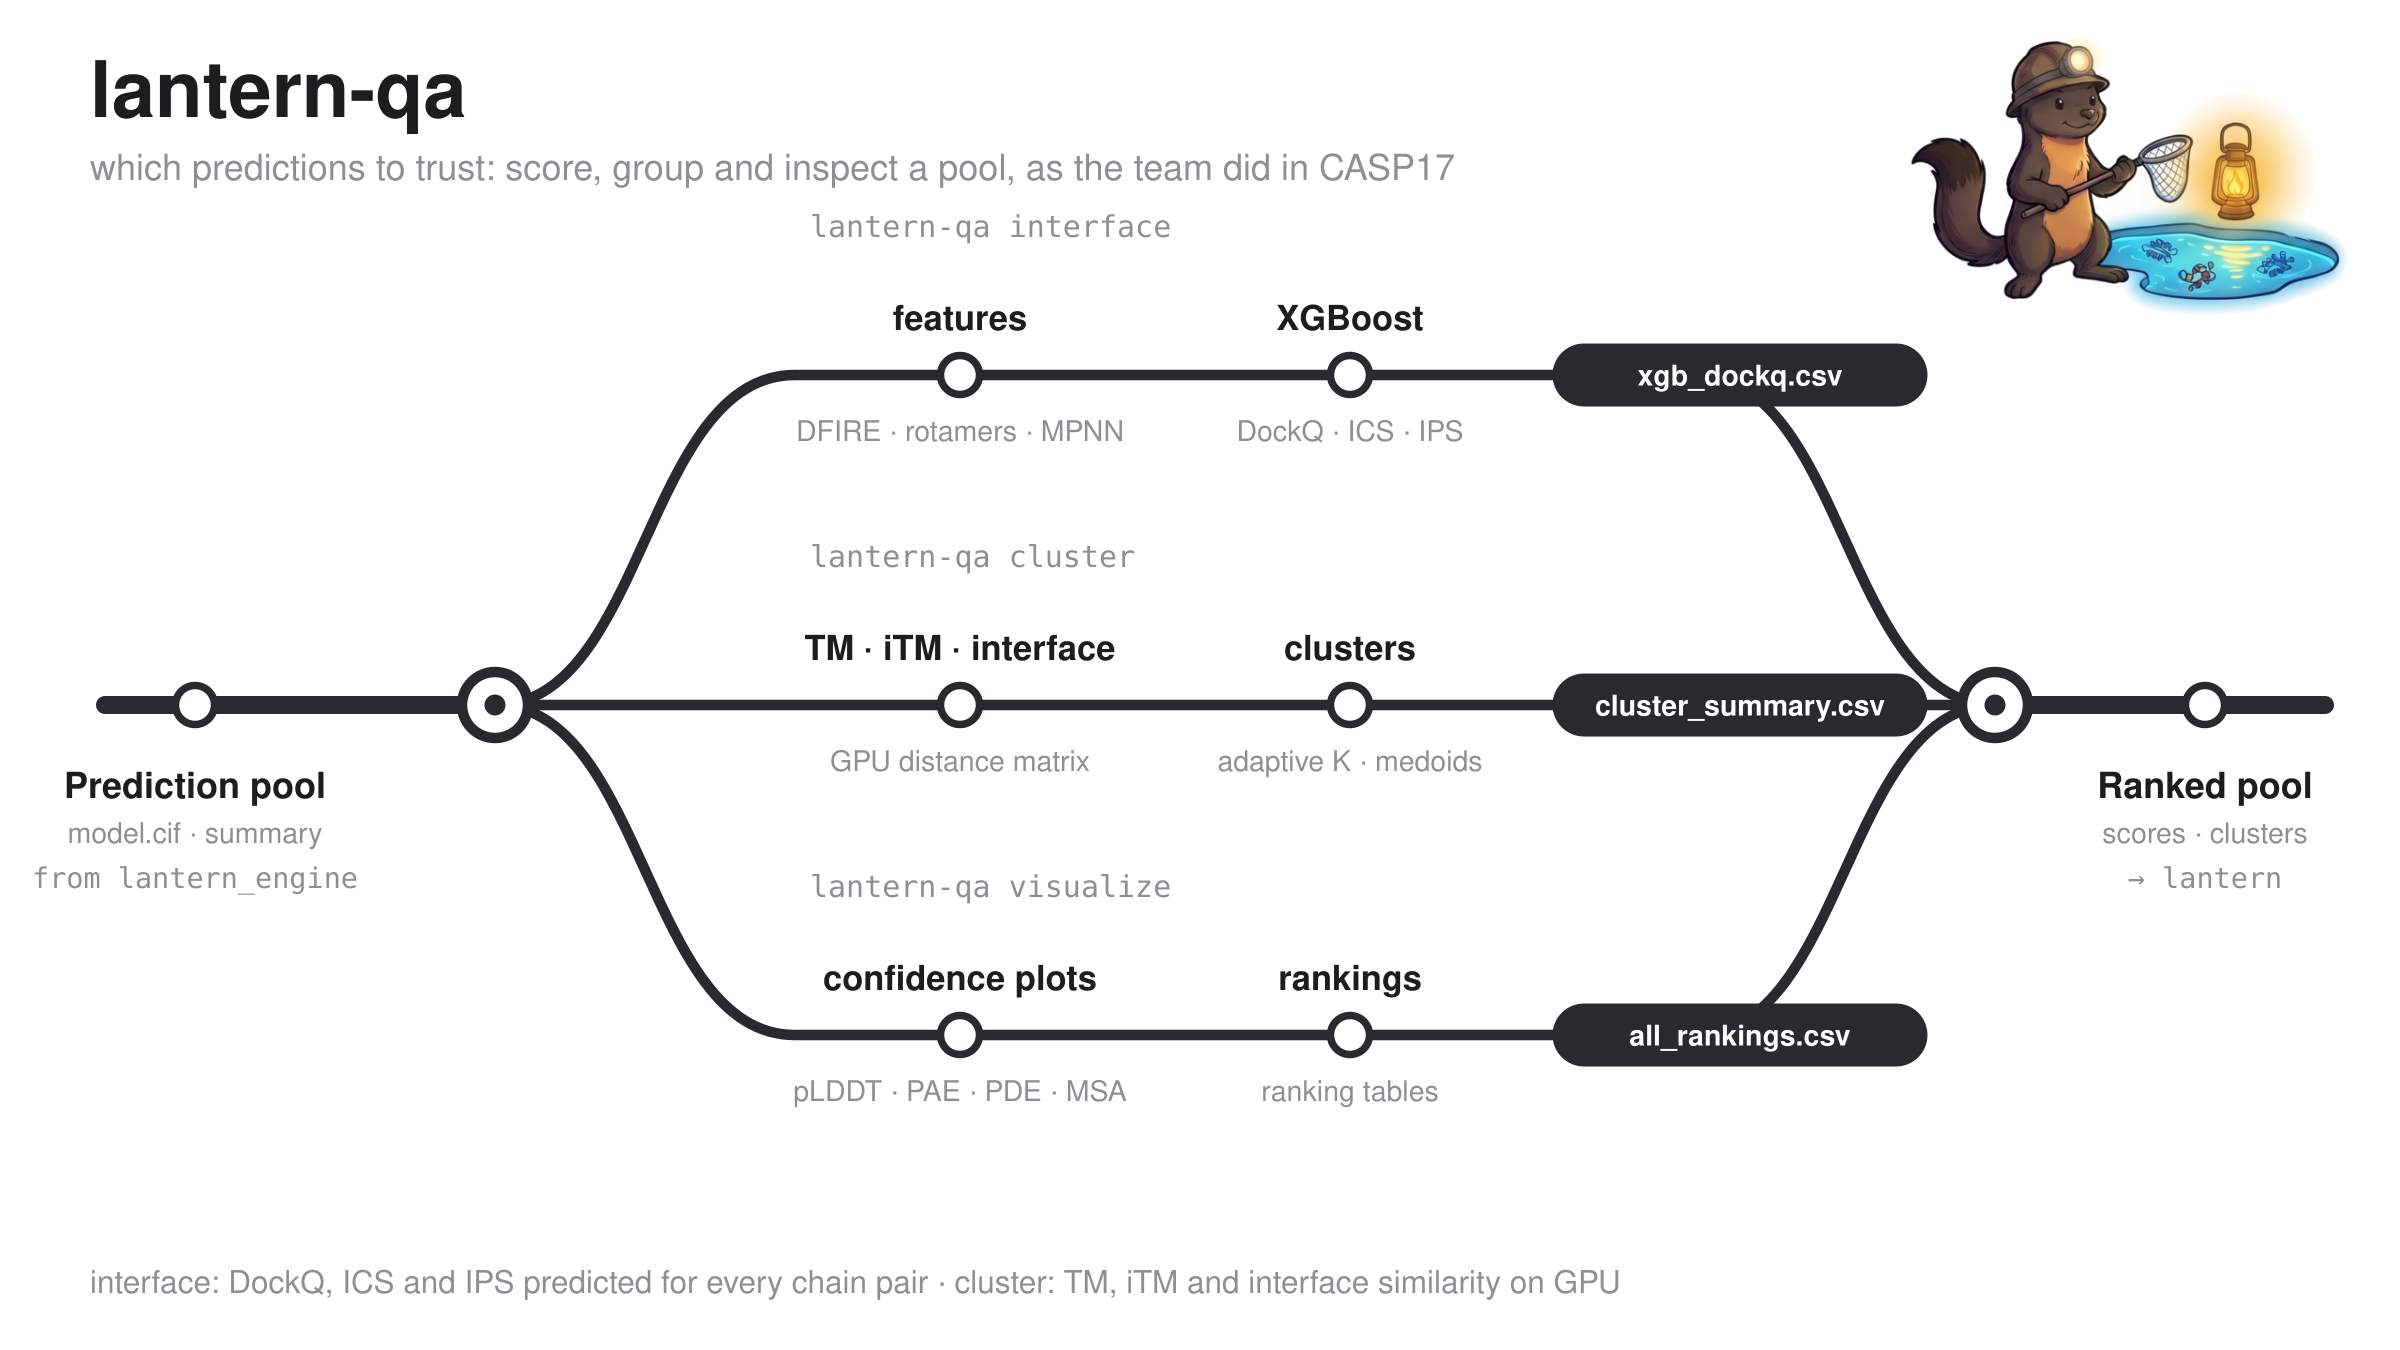 lantern-qa
which predictions to trust: score, group and inspect a pool, as the team did in CASP17
lantern-qa interface
features
XGBoost
xgb_dockq.csv
DFIRE · rotamers · MPNN
DockQ · ICS · IPS
lantern-qa cluster
TM · iTM · interface
clusters
cluster_summary.csv
GPU distance matrix
adaptive K · medoids
Prediction pool
model.cif · summary
from lantern_engine
Ranked pool
scores · clusters
→ lantern
lantern-qa visualize
confidence plots
rankings
all_rankings.csv
pLDDT · PAE · PDE · MSA
ranking tables
interface: DockQ, ICS and IPS predicted for every chain pair · cluster: TM, iTM and interface similarity on GPU